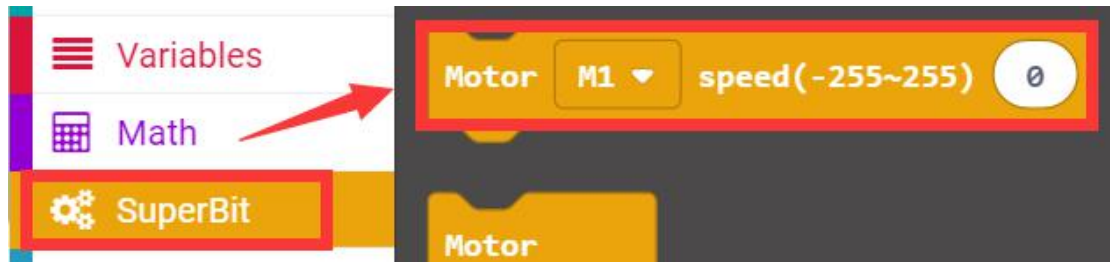 Variables
Math
SuperBit
Motor M1 speed(-255~255) 0
Motor